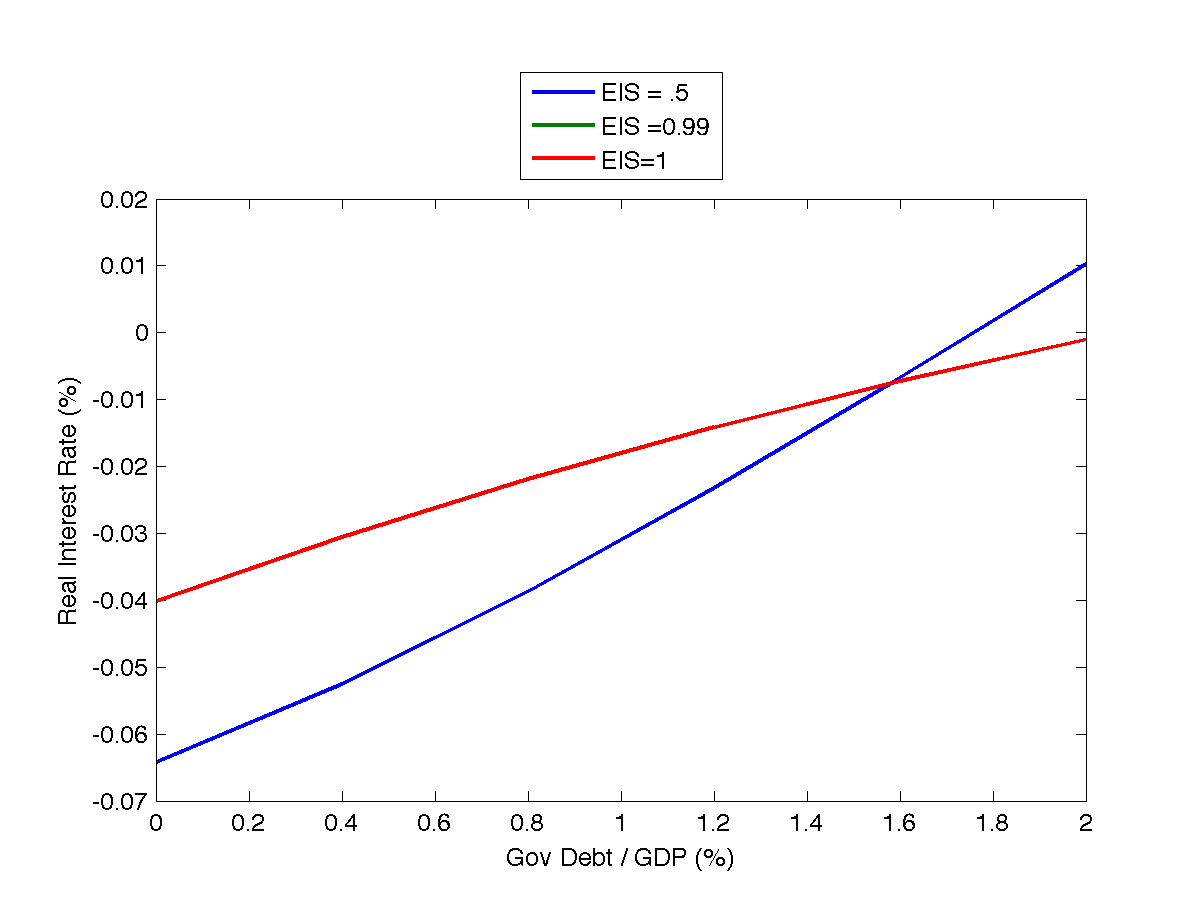 EIS = .5
EIS =0.99
EIS=1
0.02
0.01
0
-0.01
-0.02
-0.03
-0.04
-0.05
-0.06
-0.07
Real Interest Rate (%)
0 0.2 0.4 0.6 0.8 1 1.2 1.4 1.6 1.8 2
Gov Debt / GDP (%)